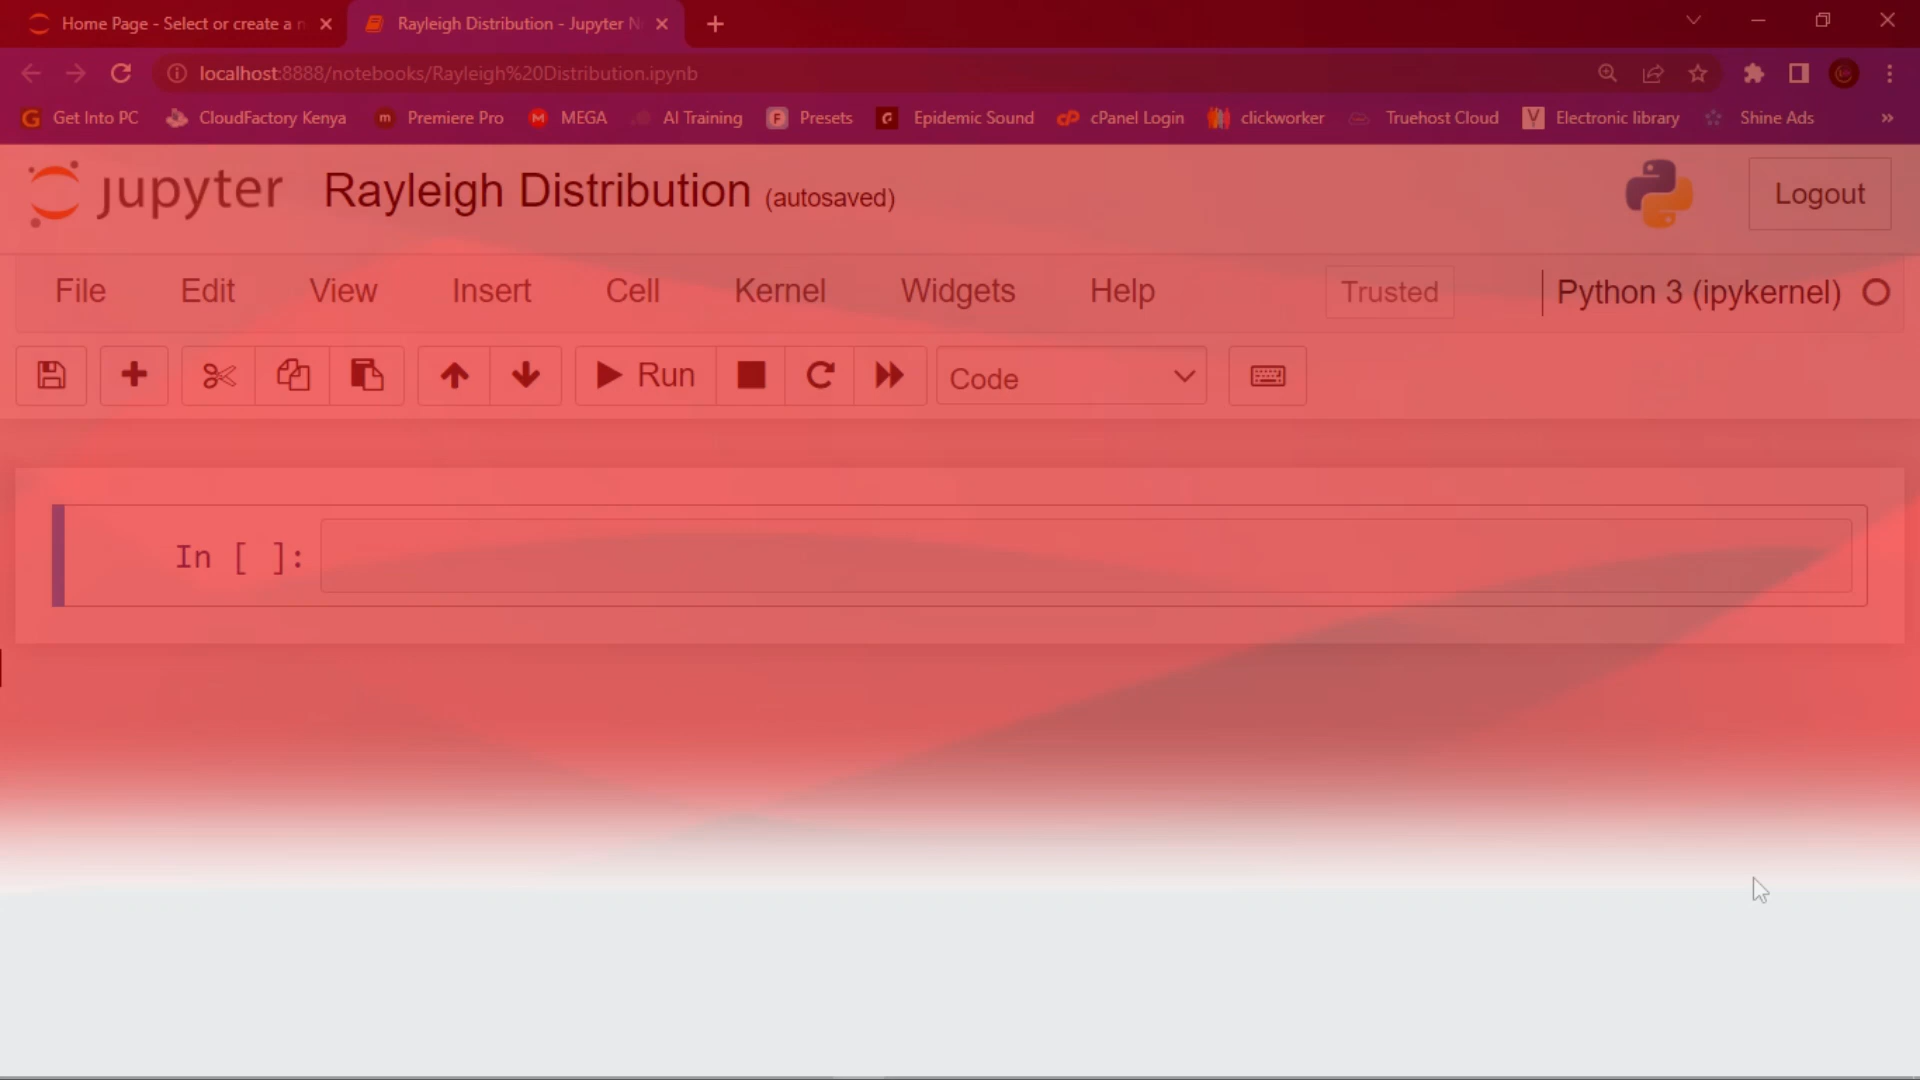 Home Page - Select or create a n
Rayleigh Distribution - Jupyter N
localhost:8888/notebooks/Rayleigh%20Distribution.ipynb
G Get Into PC CloudFactory Kenya m Premiere Pro M MEGA AI Training F Presets Epidemic Sound cP cPanel Login clickworker Truehost Cloud V Electronic library Shine Ads »
jupyter Rayleigh Distribution (autosaved) Logout
File Edit View Insert Cell Kernel Widgets Help Trusted Python 3 (ipykernel)
Run Code
In [ ]: